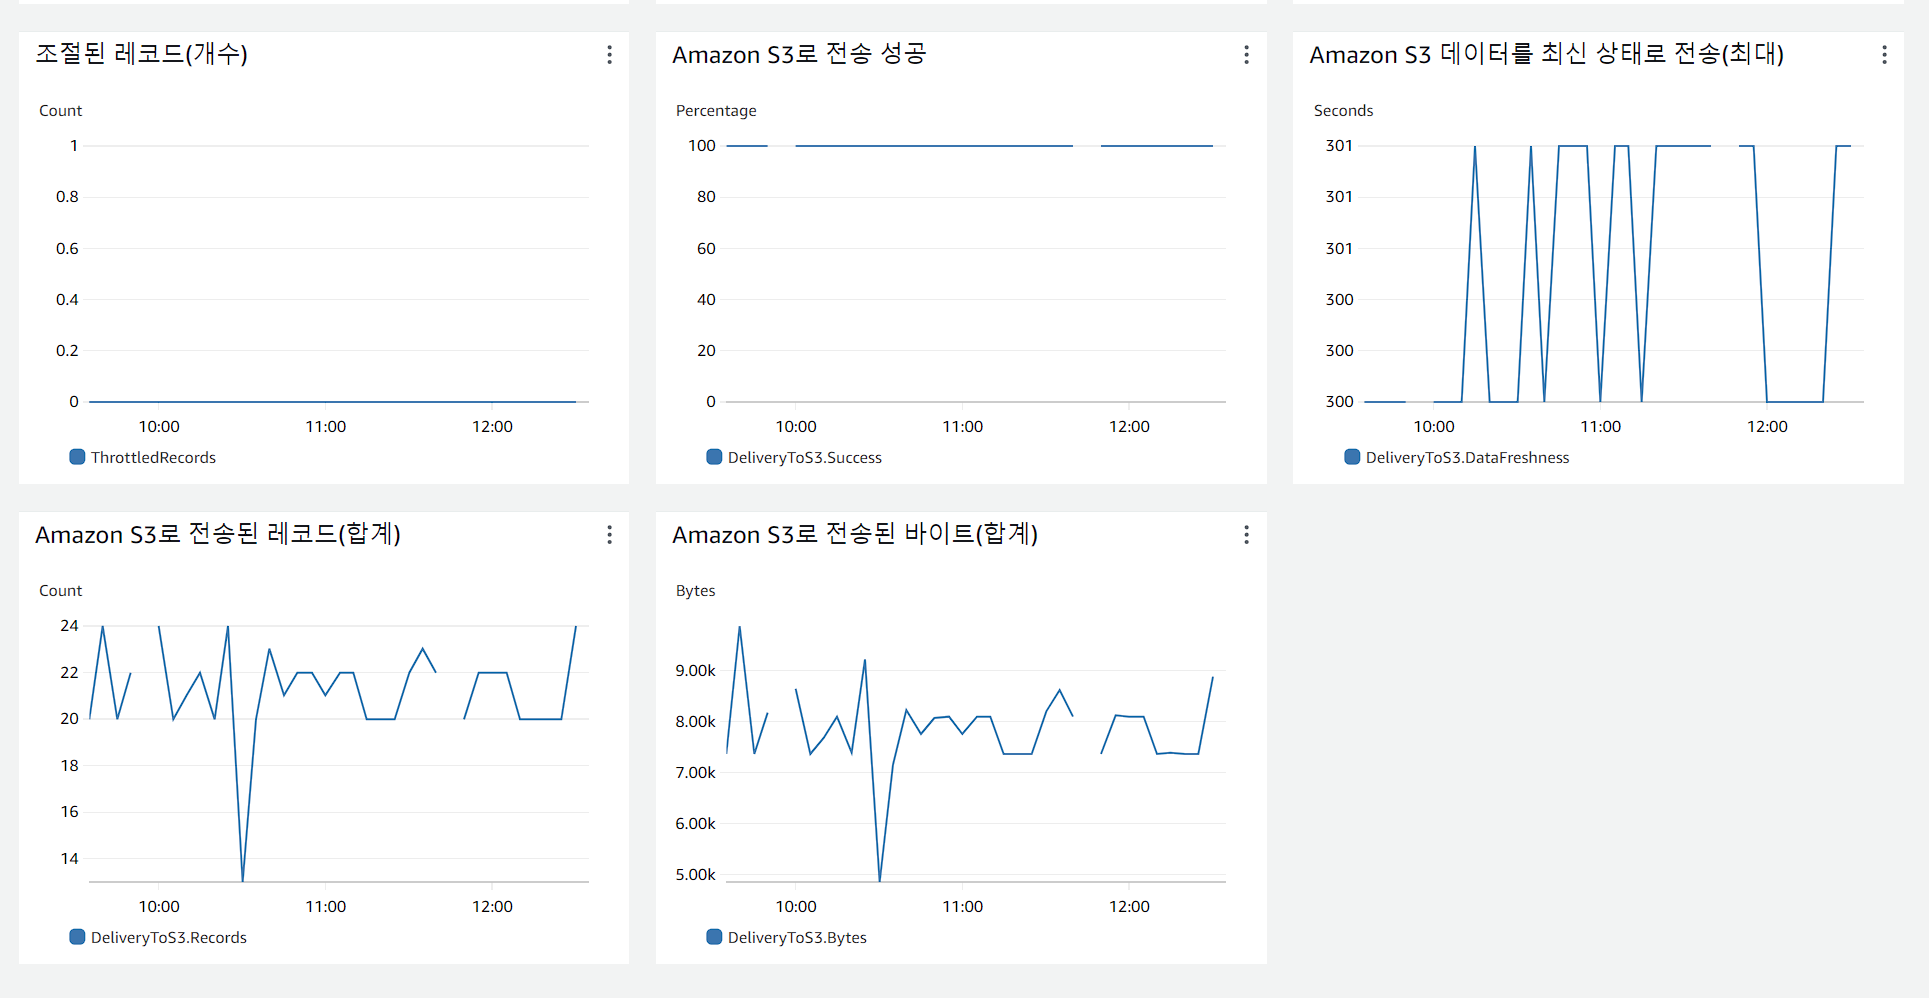 조절된 레코드(개수)
Count
1
0.8
0.6
0.4
0.2
0
10:00 11:00 12:00
ThrottledRecords
Amazon S3로 전송 성공
Percentage
100
80
60
40
20
0
10:00 11:00 12:00
DeliveryToS3.Success
Amazon S3 데이터를 최신 상태로 전송(최대)
Seconds
301
301
301
300
300
300
10:00 11:00 12:00
DeliveryToS3.DataFreshness
Amazon S3로 전송된 레코드(합계)
Count
24
22
20
18
16
14
10:00 11:00 12:00
DeliveryToS3.Records
Amazon S3로 전송된 바이트(합계)
Bytes
9.00k
8.00k
7.00k
6.00k
5.00k
10:00 11:00 12:00
DeliveryToS3.Bytes